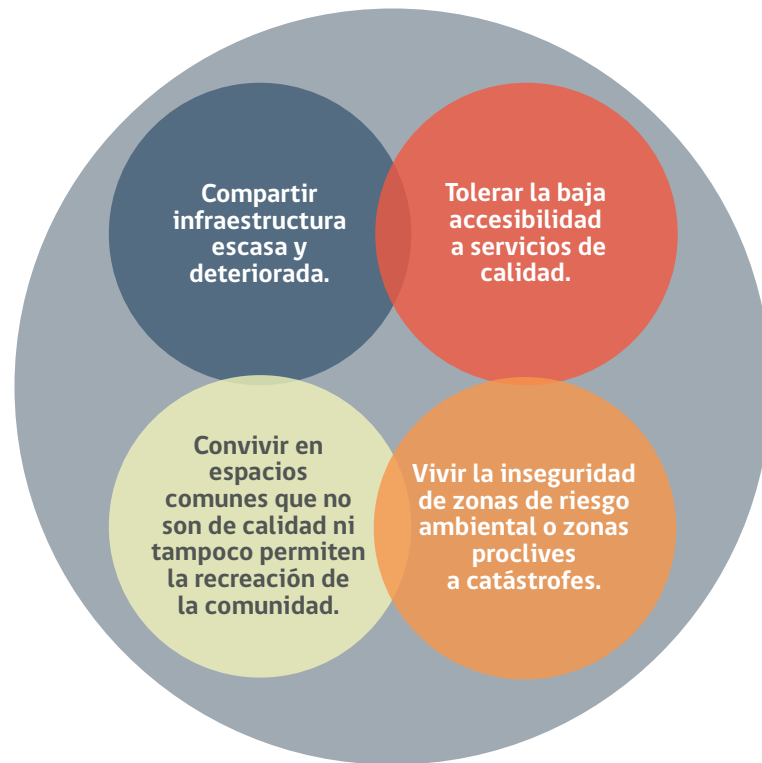 Compartir
infraestructura
escasa y
deteriorada.
Tolerar la baja
accesibilidad
a servicios de
calidad.
Convivir en
espacios
comunes que no
son de calidad ni
tampoco permiten
la recreación de
la comunidad.
Vivir la inseguridad
de zonas de riesgo
ambiental o zonas
proclives
a catástrofes.